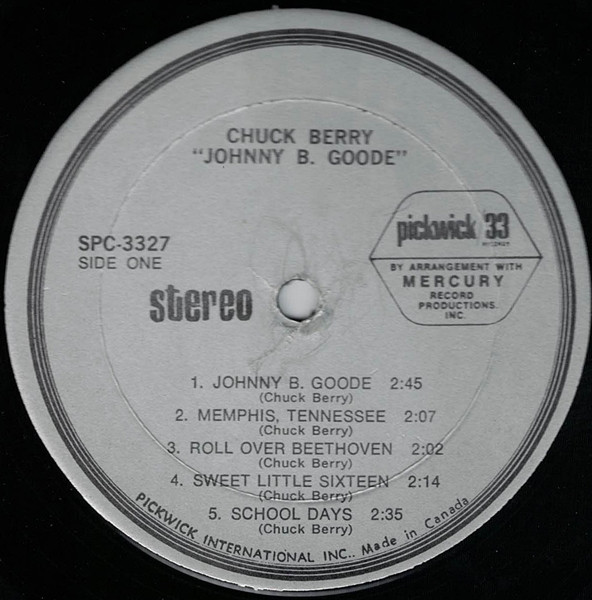 CHUCK BERRY
"JOHNNY B. GOODE"
SPC-3327
SIDE ONE
stereo
pickwick 33
BY ARRANGEMENT WITH
MERCURY
RECORD
PRODUCTIONS.
INC.
1. JOHNNY B. GOODE 2:45
(Chuck Berry)
2. MEMPHIS, TENNESSEE 2:07
(Chuck Berry)
3. ROLL OVER BEETHOVEN 2:02
(Chuck Berry)
4. SWEET LITTLE SIXTEEN 2:14
(Chuck Berry)
5. SCHOOL DAYS 2:35
(Chuck Berry)
PICKWICK INTERNATIONAL INC.. Made in Canada